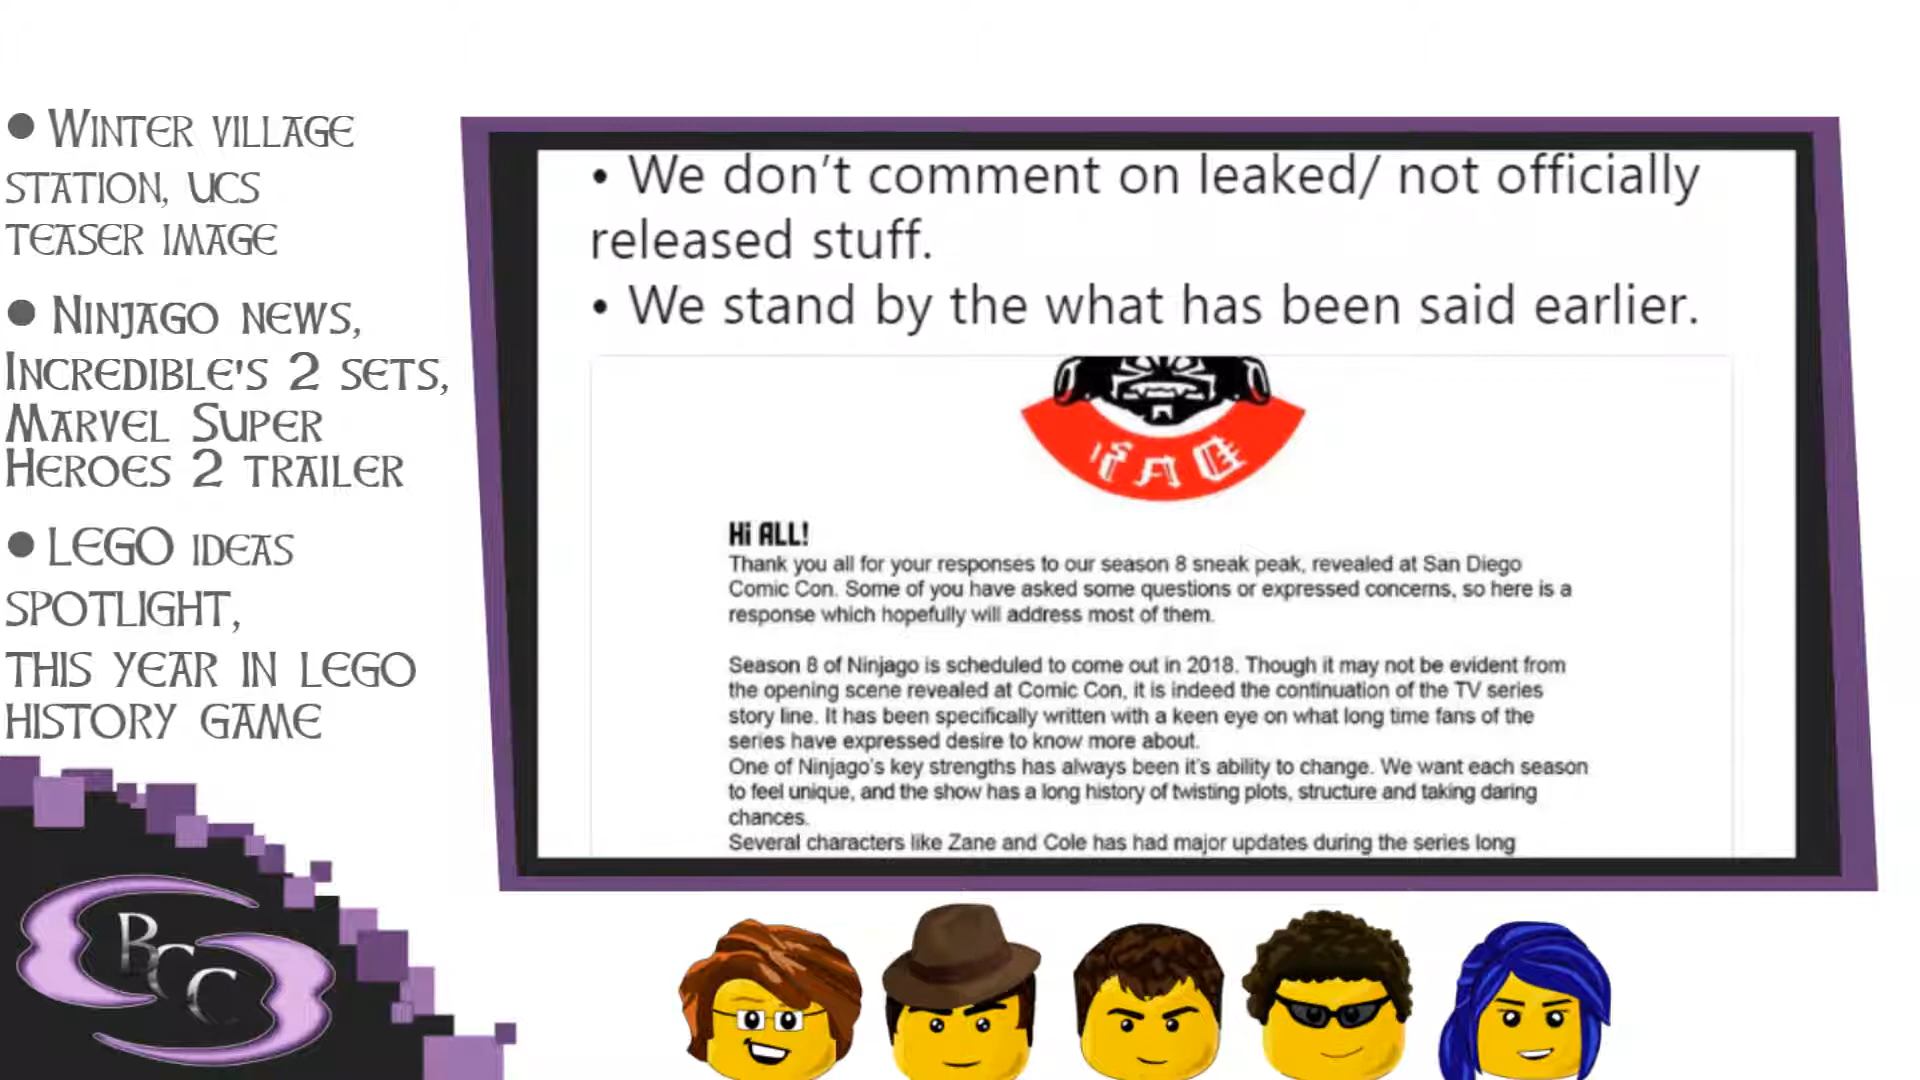 • Winter village
station, UCS
teaser image
• Ninjago news,
Incredible's 2 sets,
Marvel Super
Heroes 2 trailer
• LEGO ideas
spotlight,
this year in LEGO
history game
• We don't comment on leaked/ not officially
released stuff.
• We stand by the what has been said earlier.
FAQ
Hi ALL!
Thank you all for your responses to our season 8 sneak peak, revealed at San Diego
Comic Con. Some of you have asked some questions or expressed concerns, so here is a
response which hopefully will address most of them.
Season 8 of Ninjago is scheduled to come out in 2018. Though it may not be evident from
the opening scene revealed at Comic Con, it is indeed the continuation of the TV series
story line. It has been specifically written with a keen eye on what long time fans of the
series have expressed desire to know more about.
One of Ninjago's key strengths has always been it's ability to change. We want each season
to feel unique, and the show has a long history of twisting plots, structure and taking daring
chances.
Several characters like Zane and Cole has had major updates during the series long
BCC